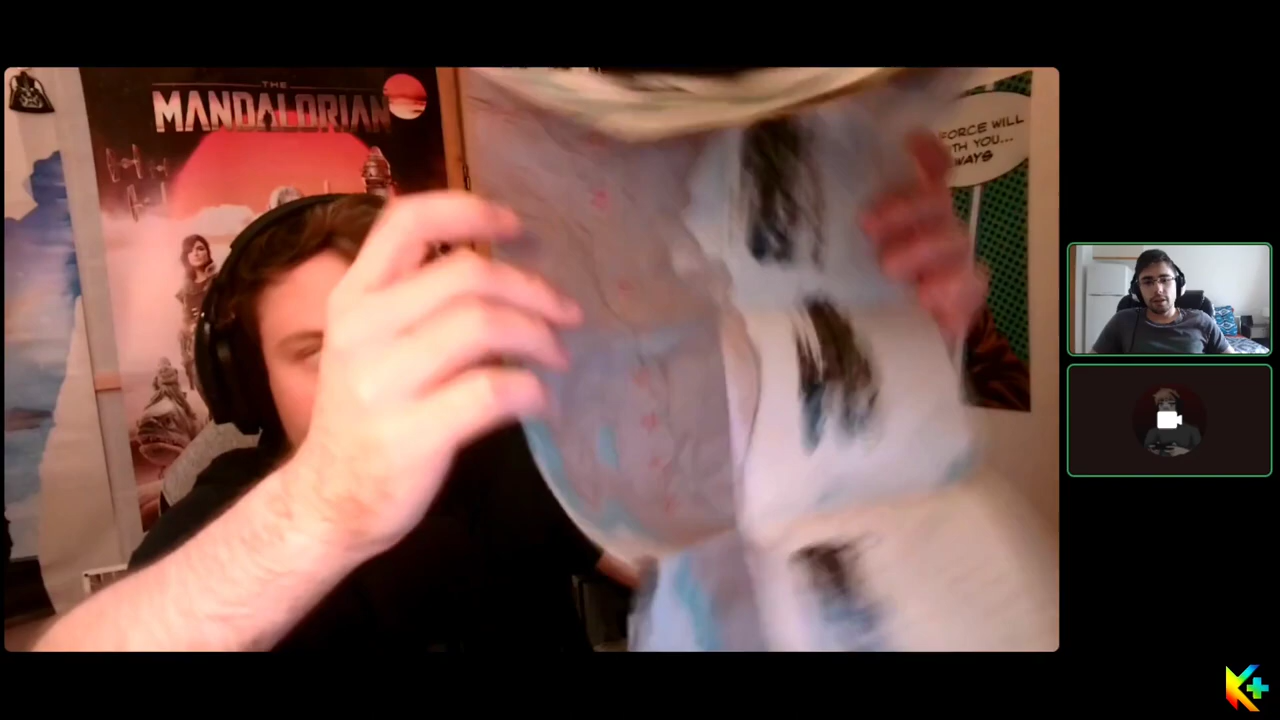 THE
MANDALORIAN
FORCE WILL
TH YOU...
WAYS
K+